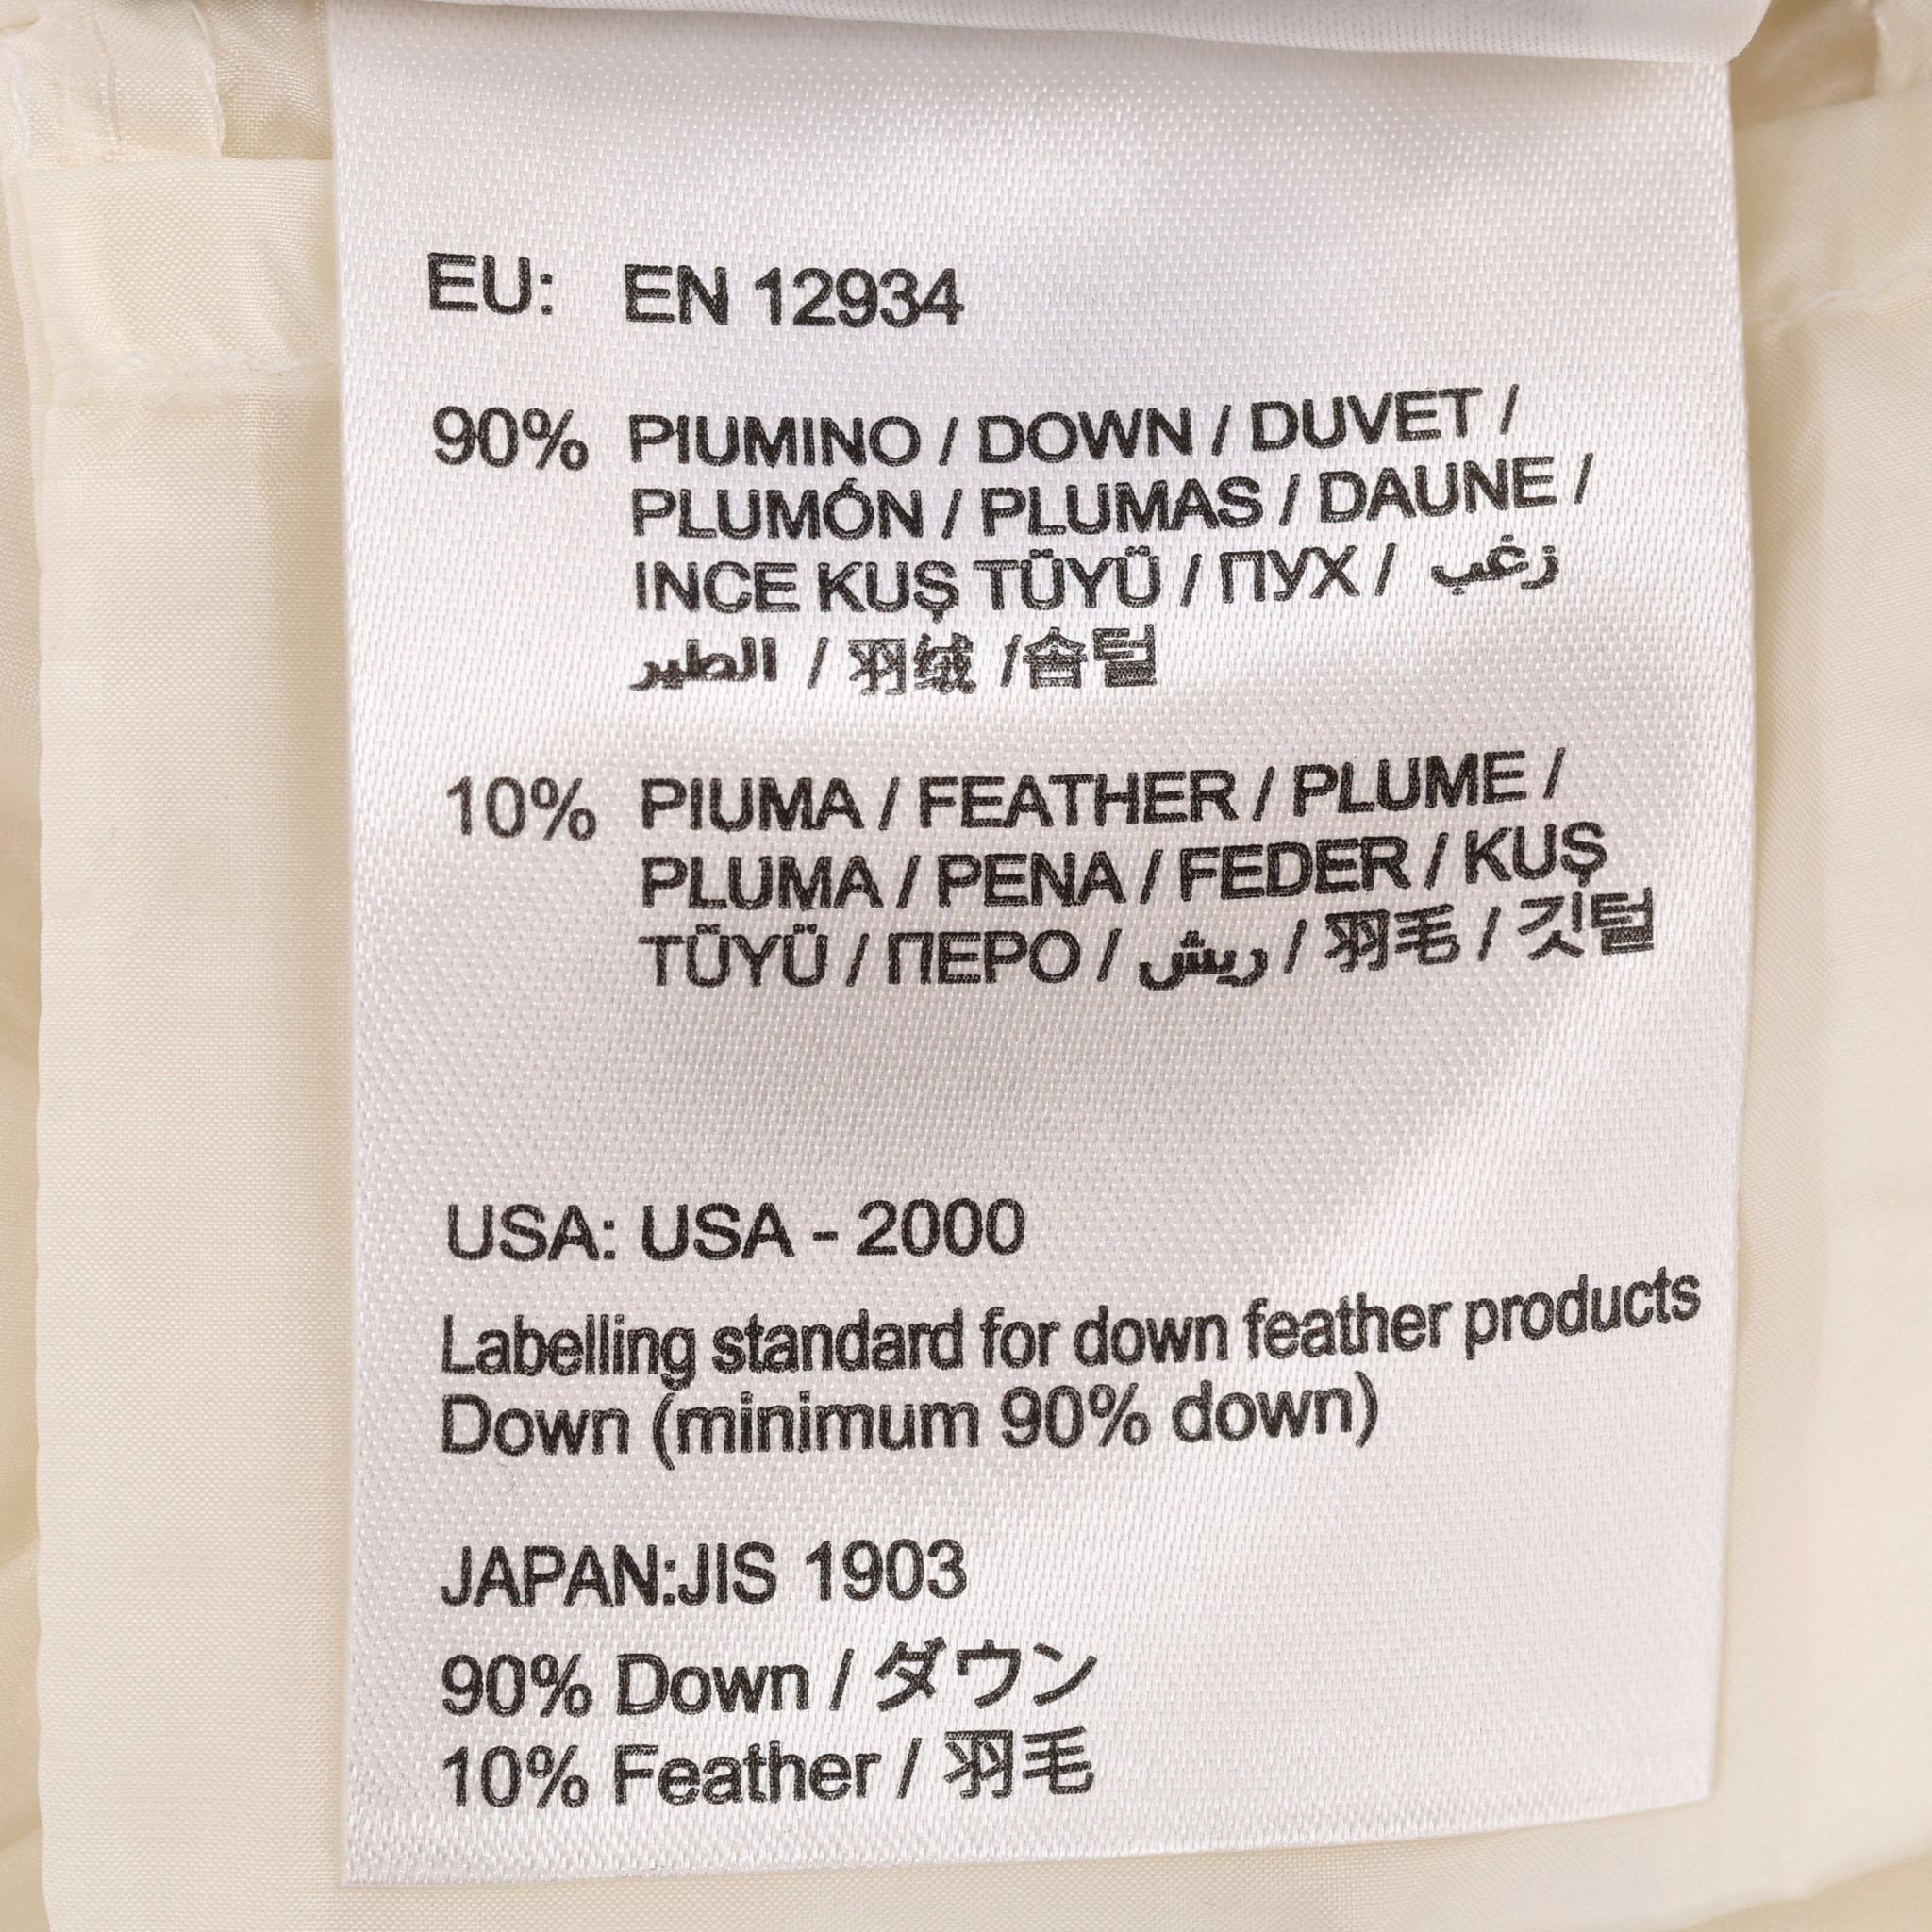 EU: EN 12934
90% PIUMINO / DOWN / DUVET /
PLUMÓN / PLUMAS / DAUNE /
INCE KUŞ TÜYÜ / ПУХ / زغب
الطير / 羽绒 /솜털
10% PIUMA / FEATHER / PLUME /
PLUMA / PENA / FEDER / KUŞ
TÜYÜ / ПЕРО / ريش / 羽毛 / 깃털
USA: USA - 2000
Labelling standard for down feather products
Down (minimum 90% down)
JAPAN:JIS 1903
90% Down / ダウン
10% Feather / 羽毛